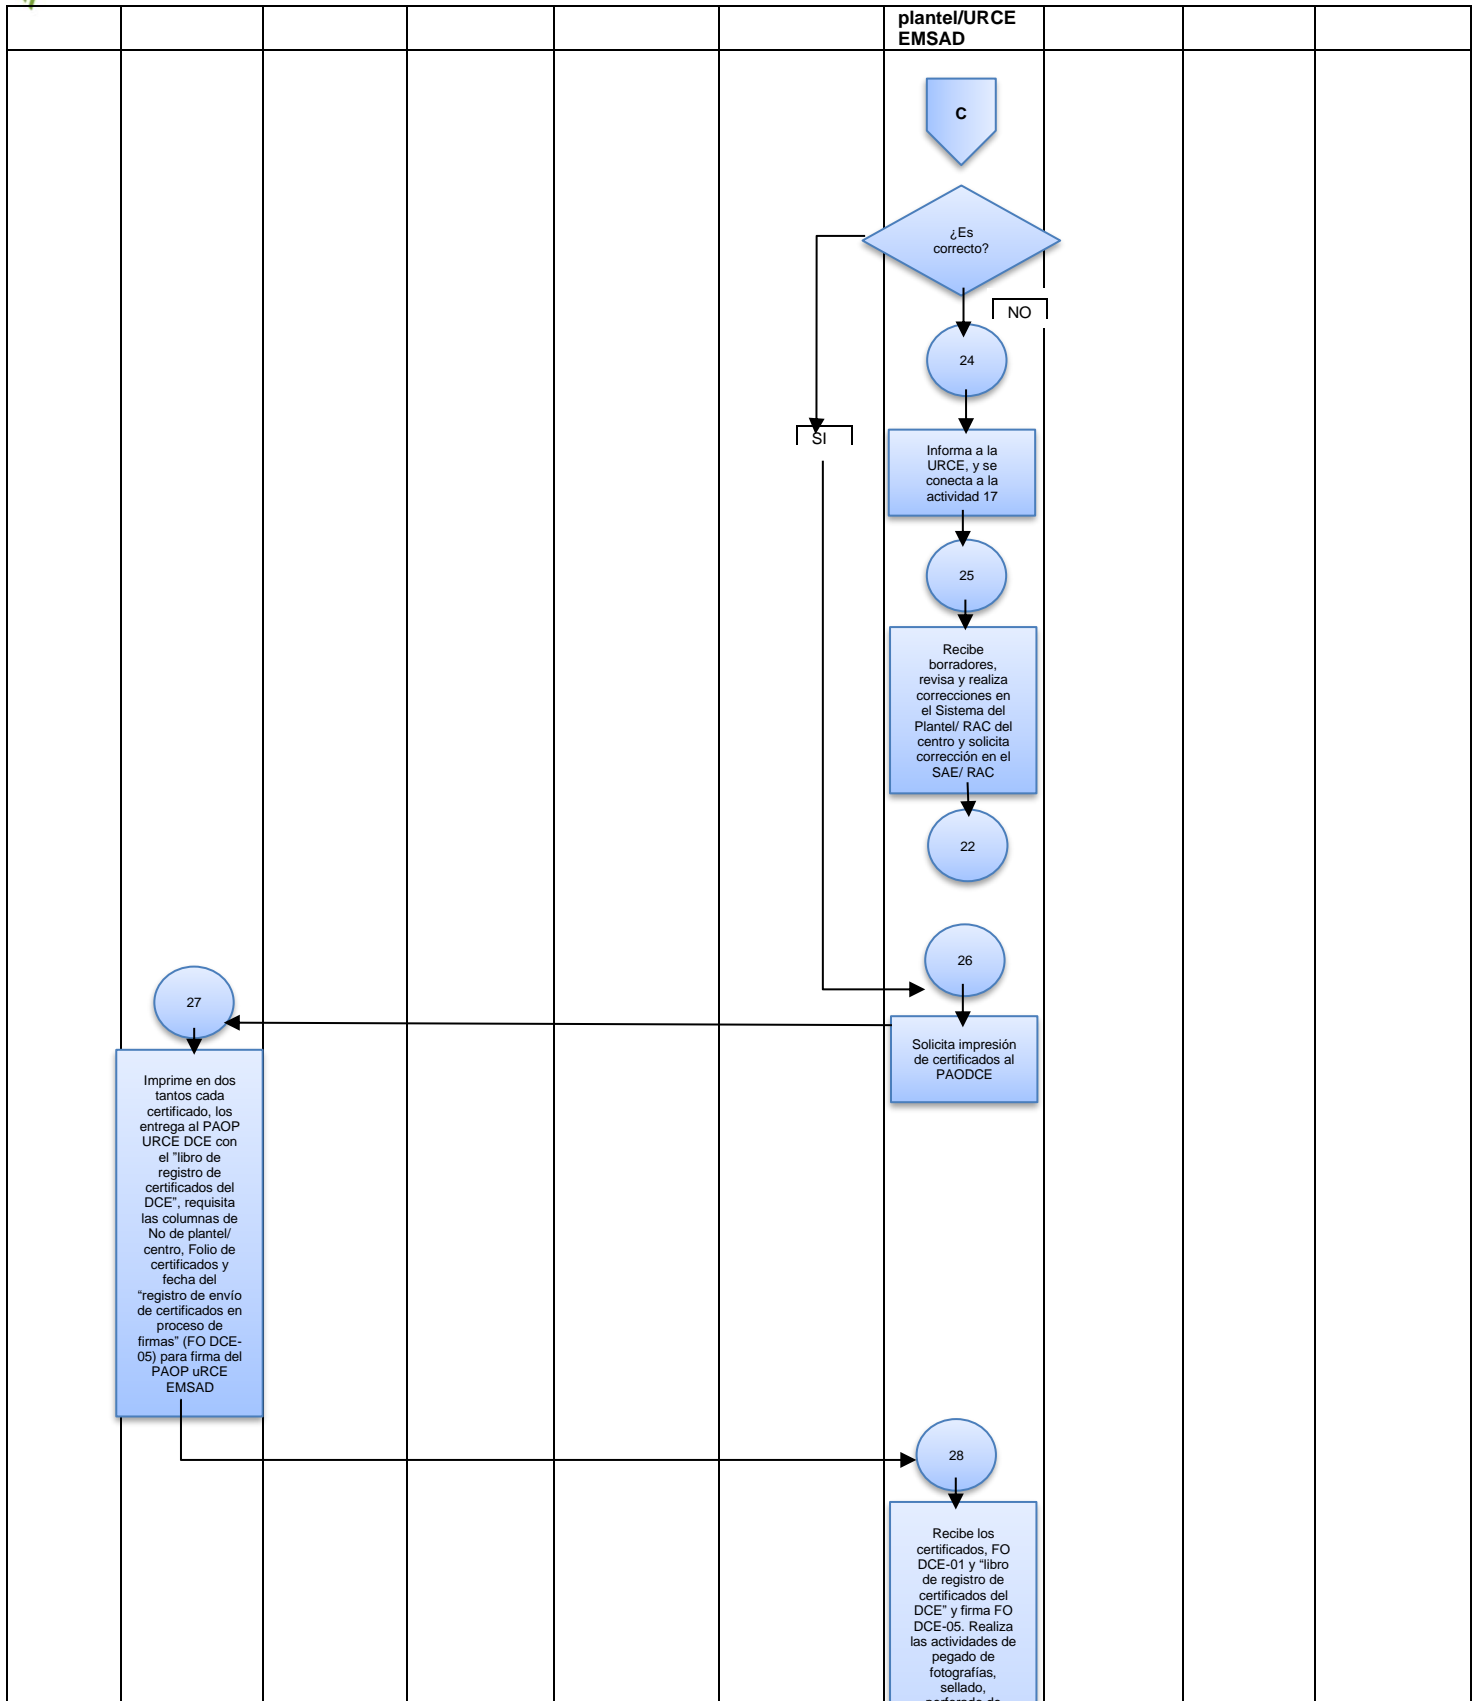 plantel/URCE
EMSAD
C
¿Es
correcto?
NO
24
SI
Informa a la
URCE, y se
conecta a la
actividad 17
25
Recibe
borradores,
revisa y realiza
correcciones en
el Sistema del
Plantel/ RAC del
centro y solicita
corrección en el
SAE/ RAC
22
26
27
Solicita impresión
de certificados al
PAODCE
Imprime en dos
tantos cada
certificado, los
entrega al PAOP
URCE DCE con
el ”libro de
registro de
certificados del
DCE”, requisita
las columnas de
No de plantel/
centro, Folio de
certificados y
fecha del
“registro de envío
de certificados en
proceso de
firmas” (FO DCE-
05) para firma del
PAOP uRCE
EMSAD
28
Recibe los
certificados, FO
DCE-01 y “libro
de registro de
certificados del
DCE” y firma FO
DCE-05. Realiza
las actividades de
pegado de
fotografías,
sellado,